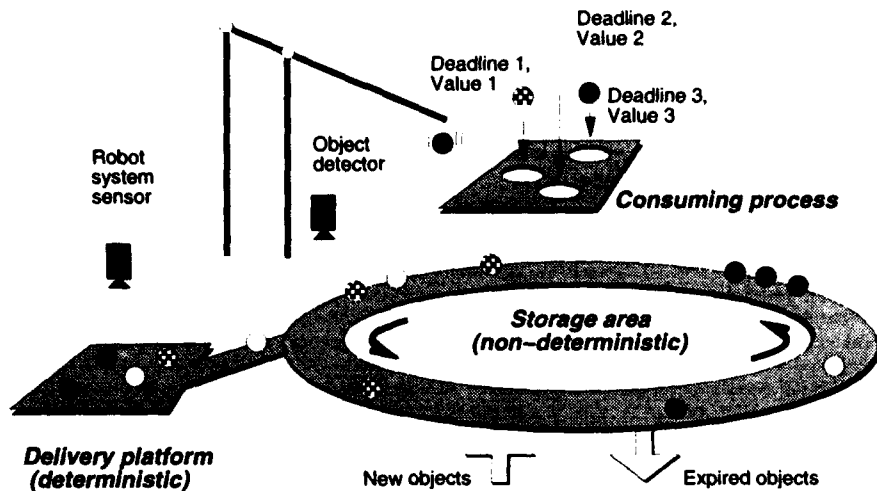 Deadline 2,
Value 2
Deadline 1,
Value 1
Deadline 3,
Value 3
Robot
system
sensor
Object
detector
Consuming process
Storage area
(non-deterministic)
Delivery platform
(deterministic)
New objects
Expired objects